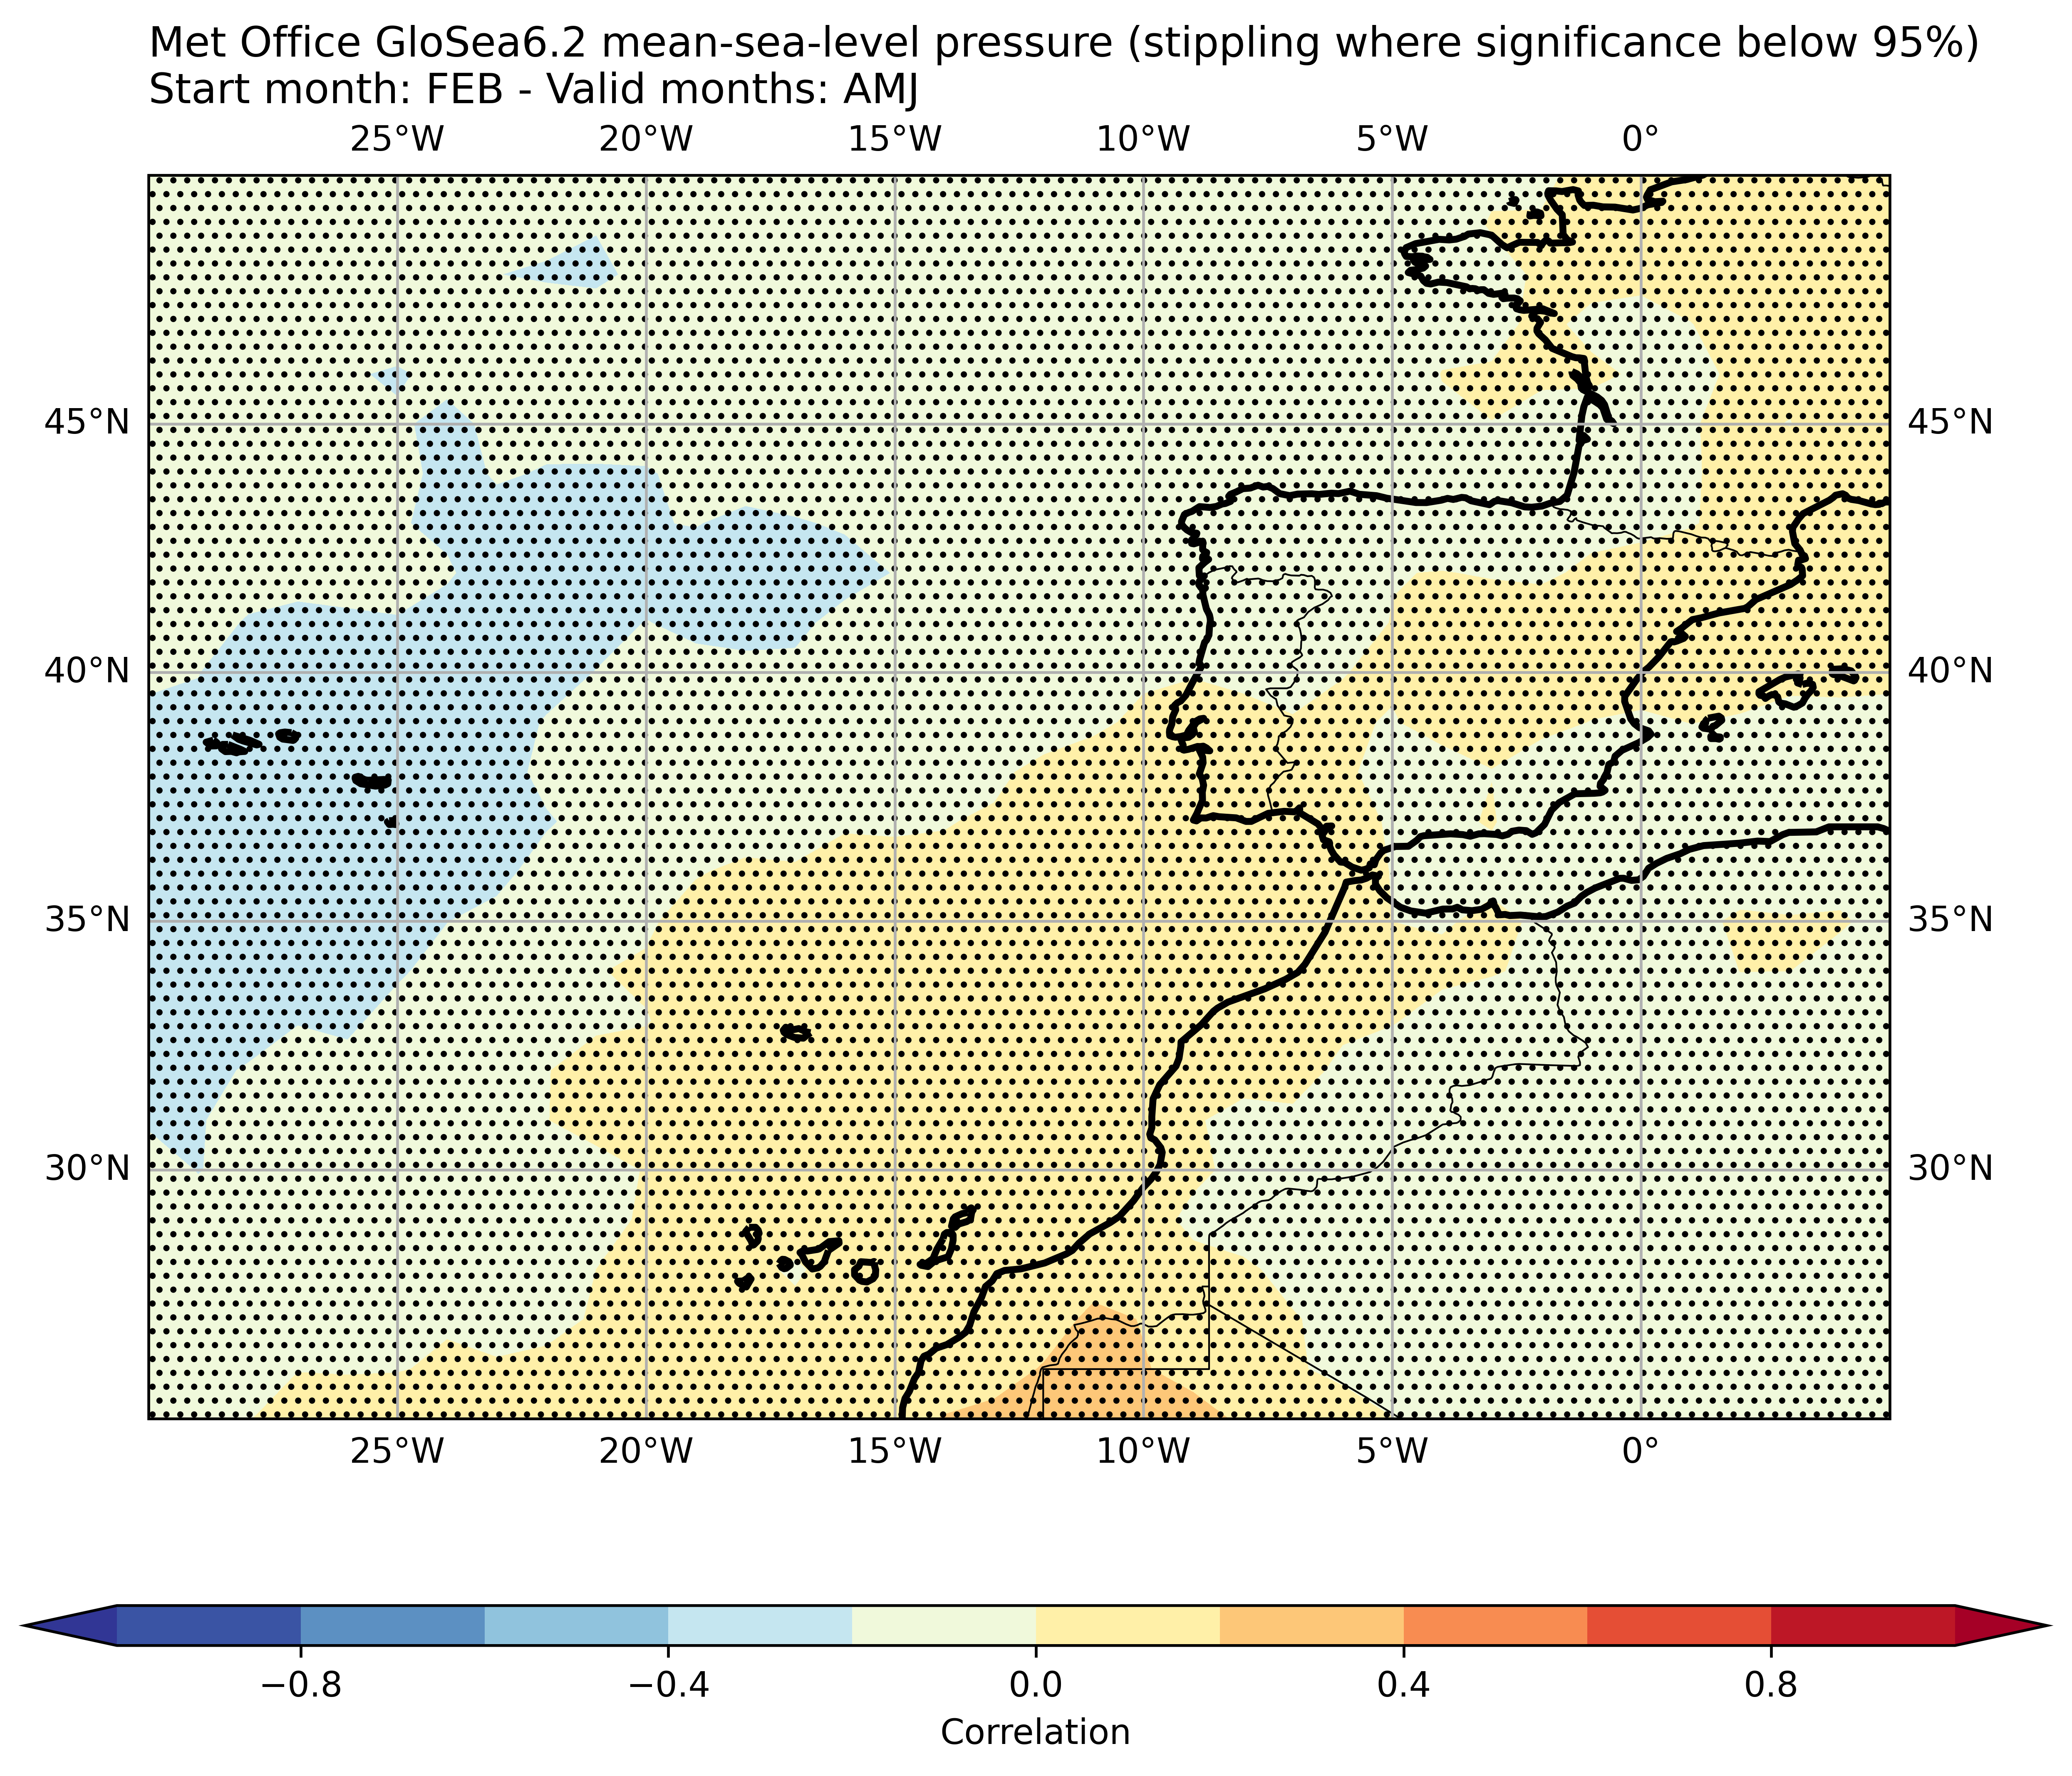 Met Office GloSea6.2 mean-sea-level pressure (stippling where significance below 95%)
Start month: FEB - Valid months: AMJ
25°W 20°W 15°W 10°W 5°W 0°
45°N 45°N
40°N 40°N
35°N 35°N
30°N 30°N
25°W 20°W 15°W 10°W 5°W 0°
−0.8 −0.4 0.0 0.4 0.8
Correlation